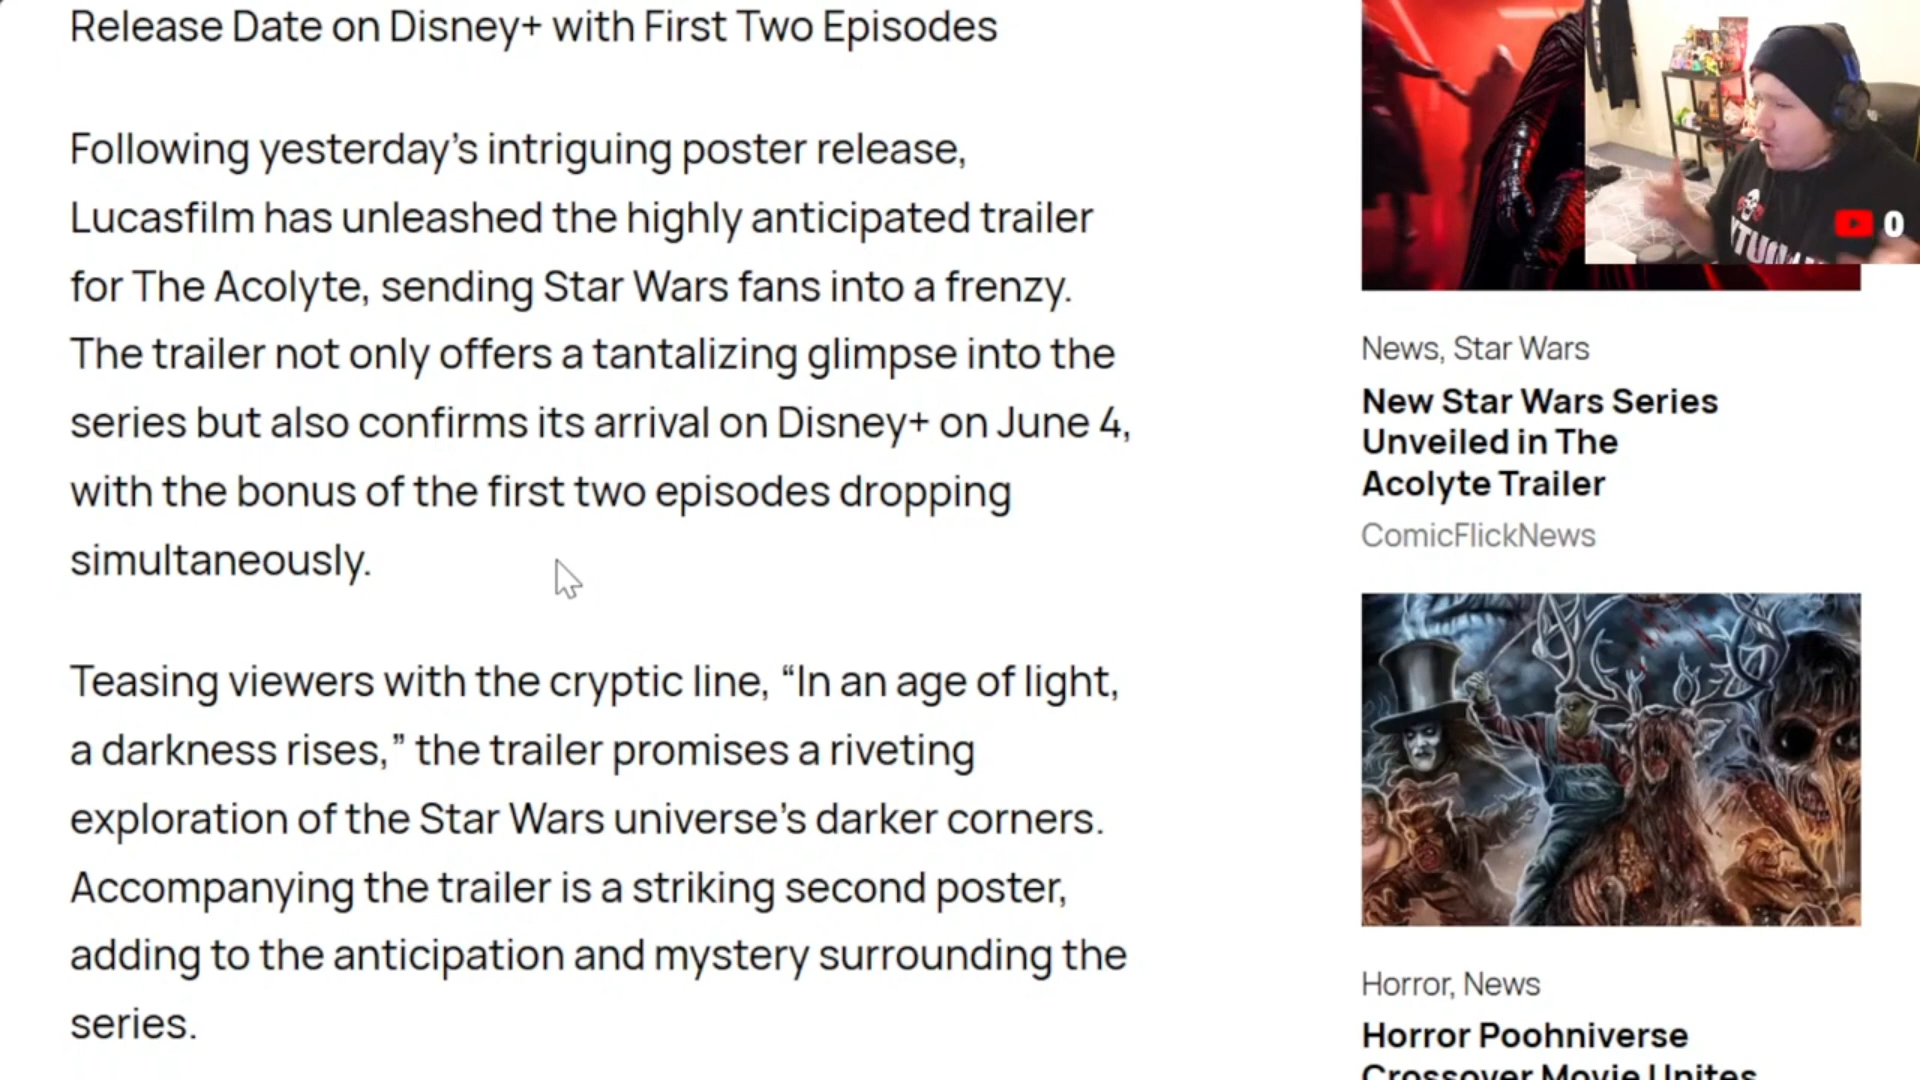 Release Date on Disney+ with First Two Episodes
Following yesterday’s intriguing poster release,
Lucasfilm has unleashed the highly anticipated trailer
for The Acolyte, sending Star Wars fans into a frenzy.
The trailer not only offers a tantalizing glimpse into the
series but also confirms its arrival on Disney+ on June 4,
with the bonus of the first two episodes dropping
simultaneously.
Teasing viewers with the cryptic line, “In an age of light,
a darkness rises,” the trailer promises a riveting
exploration of the Star Wars universe’s darker corners.
Accompanying the trailer is a striking second poster,
adding to the anticipation and mystery surrounding the
series.
0
News, Star Wars
New Star Wars Series
Unveiled in The
Acolyte Trailer
ComicFlickNews
Horror, News
Horror Poohniverse
Crossover Movie Unites